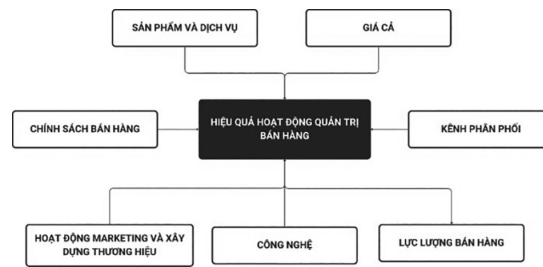 SẢN PHẨM VÀ DỊCH VỤ
GIÁ CẢ
CHÍNH SÁCH BÁN HÀNG
HIỆU QUẢ HOẠT ĐỘNG QUẢN TRỊ
BÁN HÀNG
KÊNH PHÂN PHỐI
HOẠT ĐỘNG MARKETING VÀ XÂY
DỰNG THƯƠNG HIỆU
CÔNG NGHỆ
LỰC LƯỢNG BÁN HÀNG